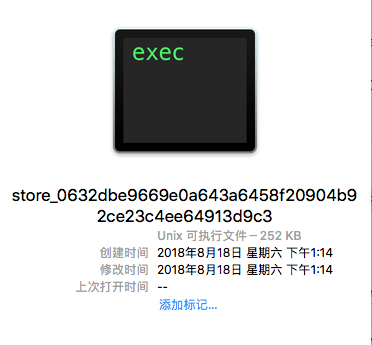 exec
store_0632dbe9669e0a643a6458f20904b9
2ce23c4ee64913d9c3
Unix 可执行文件 – 252 KB
创建时间 2018年8月18日 星期六 下午1:14
修改时间 2018年8月18日 星期六 下午1:14
上次打开时间 --
添加标记...